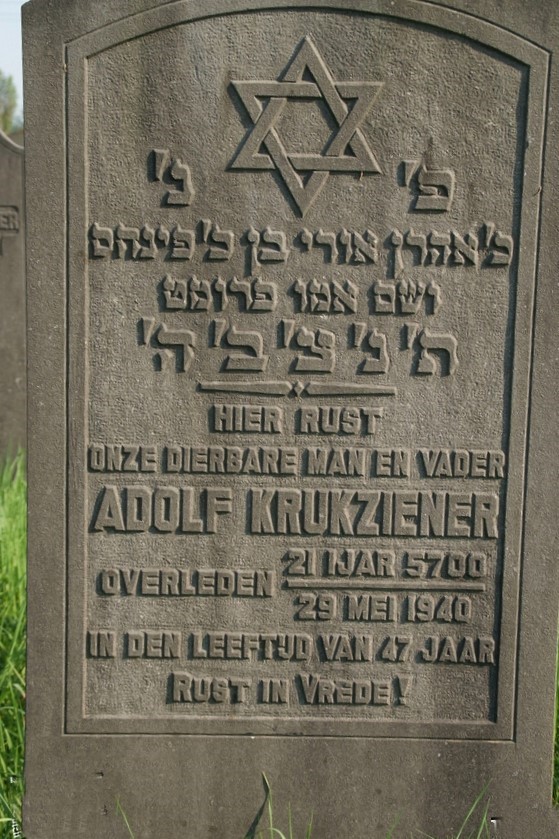 פ' נ'
כ' אהרן אורי בן כ' פינחס
ושם אמו פרומט
ת' נ' צ' ב' ה'
HIER RUST
ONZE DIERBARE MAN EN VADER
ADOLF KRUKZIENER
OVERLEDEN 21 IJAR 5700
29 MEI 1940
IN DEN LEEFTIJD VAN 47 JAAR
RUST IN VREDE!